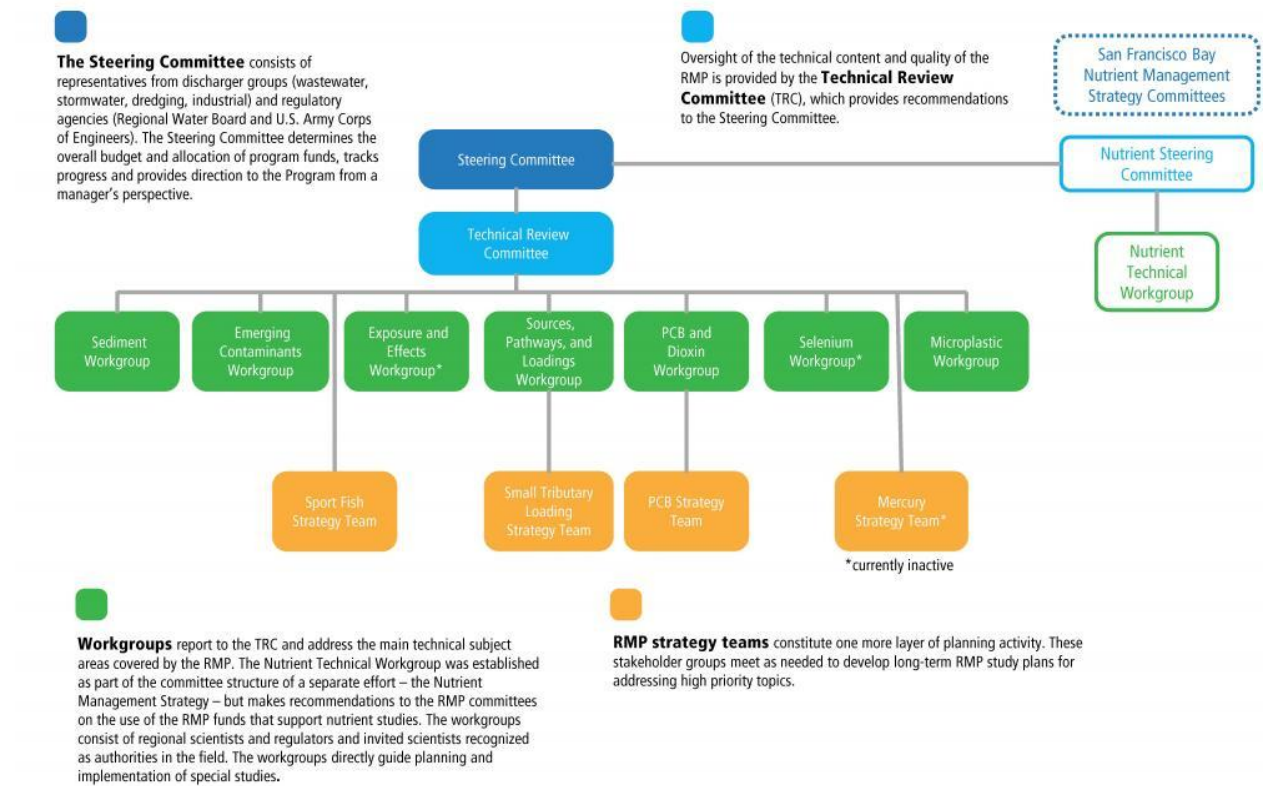 The Steering Committee consists of
representatives from discharger groups (wastewater,
stormwater, dredging, industrial) and regulatory
agencies (Regional Water Board and U.S. Army Corps
of Engineers). The Steering Committee determines the
overall budget and allocation of program funds, tracks
progress and provides direction to the Program from a
manager's perspective.
Oversight of the technical content and quality of the
RMP is provided by the Technical Review
Committee (TRC), which provides recommendations
to the Steering Committee.
San Francisco Bay
Nutrient Management
Strategy Committees
Steering Committee
Nutrient Steering
Committee
Technical Review
Committee
Nutrient
Technical
Workgroup
Sediment
Workgroup
Emerging
Contaminants
Workgroup
Exposure and
Effects
Workgroup*
Sources,
Pathways, and
Loadings
Workgroup
PCB and
Dioxin
Workgroup
Selenium
Workgroup*
Microplastic
Workgroup
Sport Fish
Strategy Team
Small Tributary
Loading
Strategy Team
PCB Strategy
Team
Mercury
Strategy Team*
*currently inactive
Workgroups report to the TRC and address the main technical subject
areas covered by the RMP. The Nutrient Technical Workgroup was established
as part of the committee structure of a separate effort – the Nutrient
Management Strategy – but makes recommendations to the RMP committees
on the use of the RMP funds that support nutrient studies. The workgroups
consist of regional scientists and regulators and invited scientists recognized
as authorities in the field. The workgroups directly guide planning and
implementation of special studies.
RMP strategy teams constitute one more layer of planning activity. These
stakeholder groups meet as needed to develop long-term RMP study plans for
addressing high priority topics.